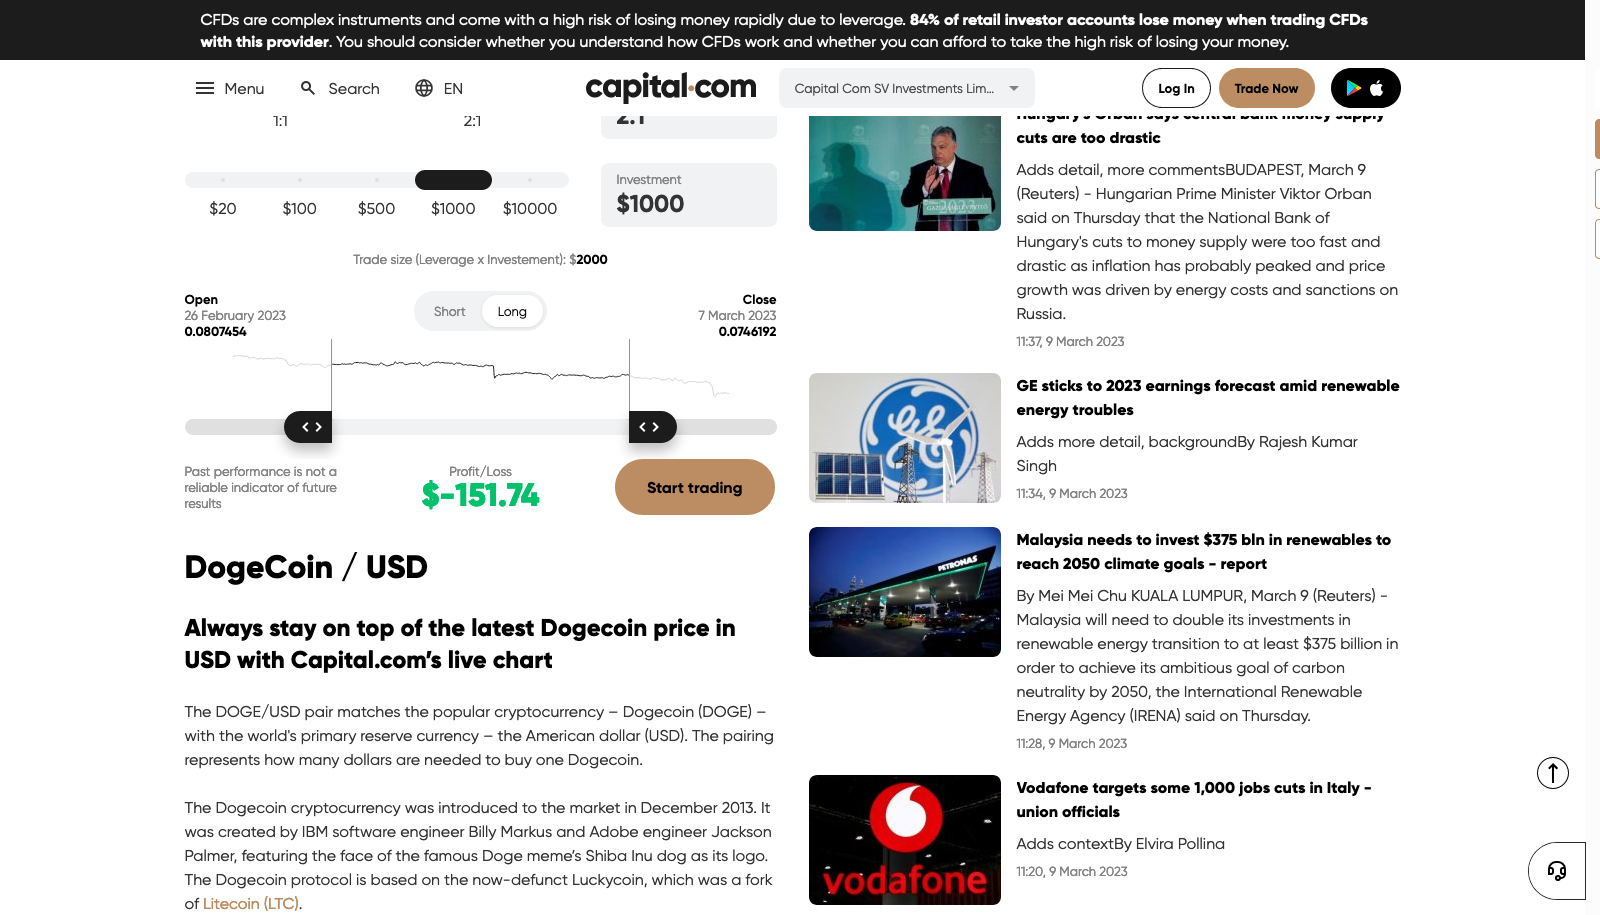 CFDs are complex instruments and come with a high risk of losing money rapidly due to leverage. 84% of retail investor accounts lose money when trading CFDs
with this provider. You should consider whether you understand how CFDs work and whether you can afford to take the high risk of losing your money.
Menu
Search
EN
capital.com
Capital Com SV Investments Lim...
Log In
Trade Now
1:1
2:1
2:1
$20
$100
$500
$1000
$10000
Investment
$1000
Trade size (Leverage x Investement): $2000
Open
26 February 2023
0.0807454
Short
Long
Close
7 March 2023
0.0746192
Past performance is not a
reliable indicator of future
results
Profit/Loss
$-151.74
Start trading
DogeCoin / USD
Always stay on top of the latest Dogecoin price in
USD with Capital.com's live chart
The DOGE/USD pair matches the popular cryptocurrency – Dogecoin (DOGE) –
with the world's primary reserve currency – the American dollar (USD). The pairing
represents how many dollars are needed to buy one Dogecoin.
The Dogecoin cryptocurrency was introduced to the market in December 2013. It
was created by IBM software engineer Billy Markus and Adobe engineer Jackson
Palmer, featuring the face of the famous Doge meme's Shiba Inu dog as its logo.
The Dogecoin protocol is based on the now-defunct Luckycoin, which was a fork
of Litecoin (LTC).
Hungary's Orban says central bank money supply
cuts are too drastic
Adds detail, more commentsBUDAPEST, March 9
(Reuters) - Hungarian Prime Minister Viktor Orban
said on Thursday that the National Bank of
Hungary's cuts to money supply were too fast and
drastic as inflation has probably peaked and price
growth was driven by energy costs and sanctions on
Russia.
11:37, 9 March 2023
GE sticks to 2023 earnings forecast amid renewable
energy troubles
Adds more detail, backgroundBy Rajesh Kumar
Singh
11:34, 9 March 2023
PETRONAS
Malaysia needs to invest $375 bln in renewables to
reach 2050 climate goals - report
By Mei Mei Chu KUALA LUMPUR, March 9 (Reuters) -
Malaysia will need to double its investments in
renewable energy transition to at least $375 billion in
order to achieve its ambitious goal of carbon
neutrality by 2050, the International Renewable
Energy Agency (IRENA) said on Thursday.
11:28, 9 March 2023
vodafone
Vodafone targets some 1,000 jobs cuts in Italy -
union officials
Adds contextBy Elvira Pollina
11:20, 9 March 2023